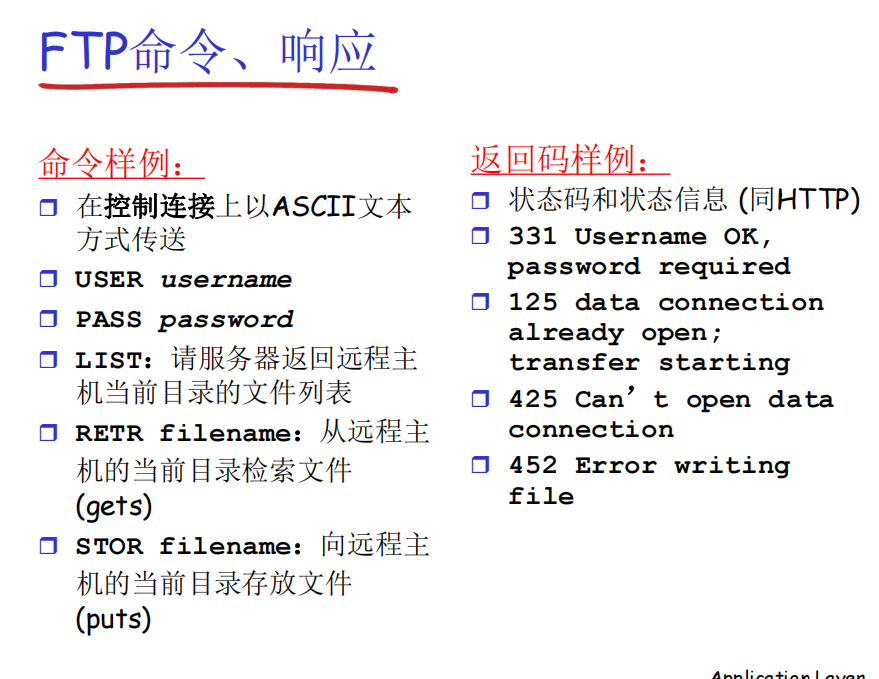 FTP命令、响应
命令样例：
在控制连接上以ASCII文本
方式传送
USER username
PASS password
LIST：请服务器返回远程主
机当前目录的文件列表
RETR filename：从远程主
机的当前目录检索文件
(gets)
STOR filename：向远程主
机的当前目录存放文件
(puts)
返回码样例：
状态码和状态信息 (同HTTP)
331 Username OK,
password required
125 data connection
already open;
transfer starting
425 Can’t open data
connection
452 Error writing
file
Application Layer